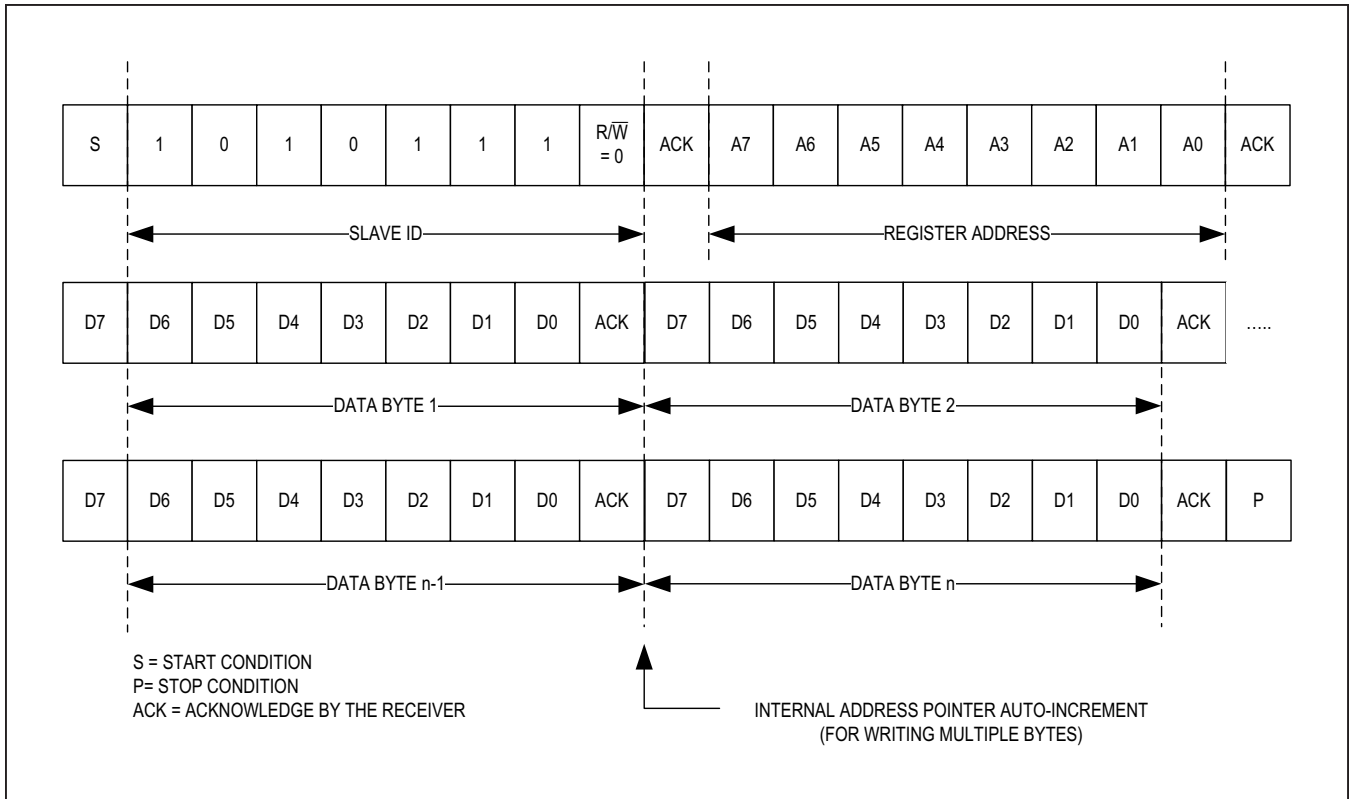 S 1 0 1 0 1 1 1 R/W̅ = 0 ACK A7 A6 A5 A4 A3 A2 A1 A0 ACK
SLAVE ID REGISTER ADDRESS
D7 D6 D5 D4 D3 D2 D1 D0 ACK D7 D6 D5 D4 D3 D2 D1 D0 ACK .....
DATA BYTE 1 DATA BYTE 2
D7 D6 D5 D4 D3 D2 D1 D0 ACK D7 D6 D5 D4 D3 D2 D1 D0 ACK P
DATA BYTE n-1 DATA BYTE n
S = START CONDITION
P= STOP CONDITION
ACK = ACKNOWLEDGE BY THE RECEIVER
INTERNAL ADDRESS POINTER AUTO-INCREMENT
(FOR WRITING MULTIPLE BYTES)